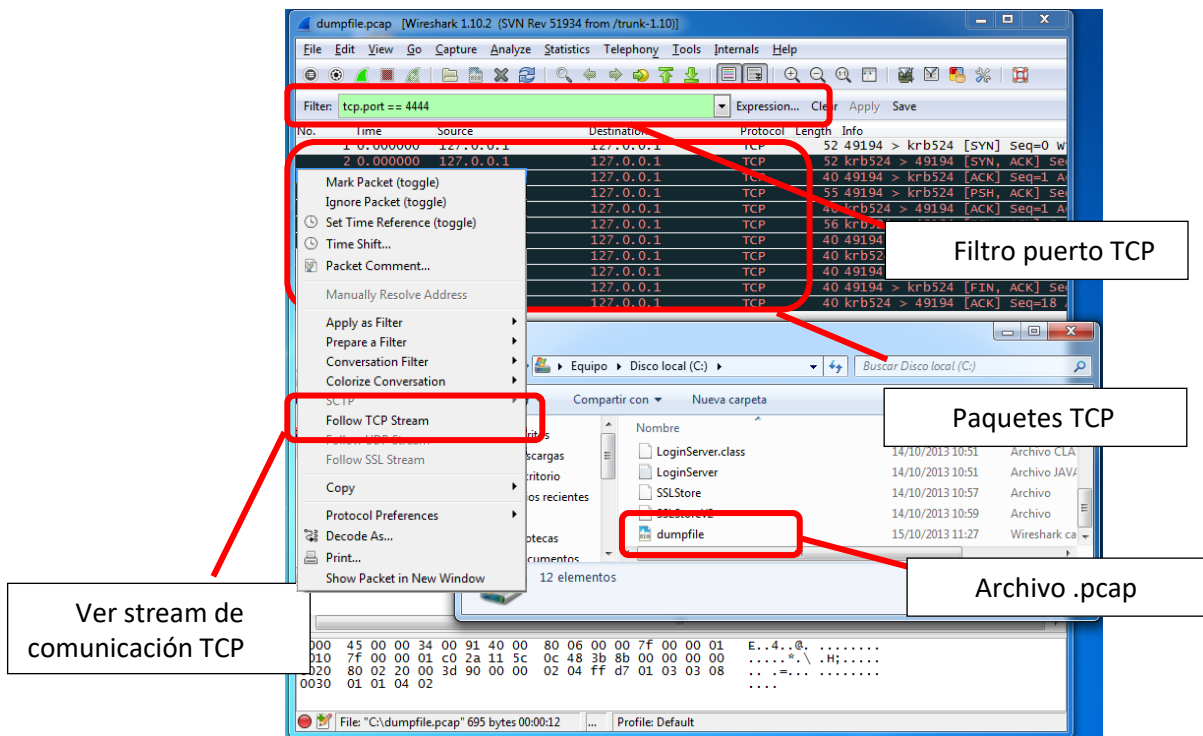 dumpfile.pcap [Wireshark 1.10.2 (SVN Rev 51934 from /trunk-1.10)]
File Edit View Go Capture Analyze Statistics Telephony Tools Internals Help
Filter: tcp.port == 4444 Expression... Clear Apply Save
No. Time Source Destination Protocol Length Info
1 0.000000 127.0.0.1 127.0.0.1 TCP 52 49194 > krb524 [SYN] Seq=0
2 0.000000 127.0.0.1 127.0.0.1 TCP 52 krb524 > 49194 [SYN, ACK]
127.0.0.1 TCP 40 49194 > krb524 [ACK] Seq=1
127.0.0.1 TCP 55 49194 > krb524 [PSH, ACK]
127.0.0.1 TCP 40 krb524 > 49194 [ACK] Seq=1
127.0.0.1 TCP 56
127.0.0.1 TCP 40 49194
127.0.0.1 TCP 40
127.0.0.1 TCP 40 49194
127.0.0.1 TCP 40 49194 > krb524 [FIN, ACK]
127.0.0.1 TCP 40 krb524 > 49194 [ACK] Seq=18
Mark Packet (toggle)
Ignore Packet (toggle)
Set Time Reference (toggle)
Time Shift...
Packet Comment...
Manually Resolve Address
Apply as Filter
Prepare a Filter
Conversation Filter
Colorize Conversation
SCTP
Follow TCP Stream
Follow UDP Stream
Follow SSL Stream
Copy
Protocol Preferences
Decode As...
Print...
Show Packet in New Window
Filtro puerto TCP
Equipo Disco local (C:) Buscar Disco local (C:)
Compartir con Nueva carpeta
Paquetes TCP
Nombre
LoginServer.class 14/10/2013 10:51 Archivo CLA
LoginServer 14/10/2013 10:51 Archivo JAVA
SSLStore 14/10/2013 10:57 Archivo
SSLStoreV2 14/10/2013 10:59 Archivo
dumpfile 15/10/2013 11:27 Wireshark ca
12 elementos
Archivo .pcap
Ver stream de
comunicación TCP
45 00 00 34 00 91 40 00 80 06 00 00 7f 00 00 01 E..4..@. ........
7f 00 00 01 c0 2a 11 5c 0c 48 3b 8b 00 00 00 00 .....*.\ .H;.....
0020 80 02 20 00 3d 90 00 00 02 04 ff d7 01 03 03 08 .. .=... ........
0030 01 01 04 02 ....
File: "C:\dumpfile.pcap" 695 bytes 00:00:12 ... Profile: Default